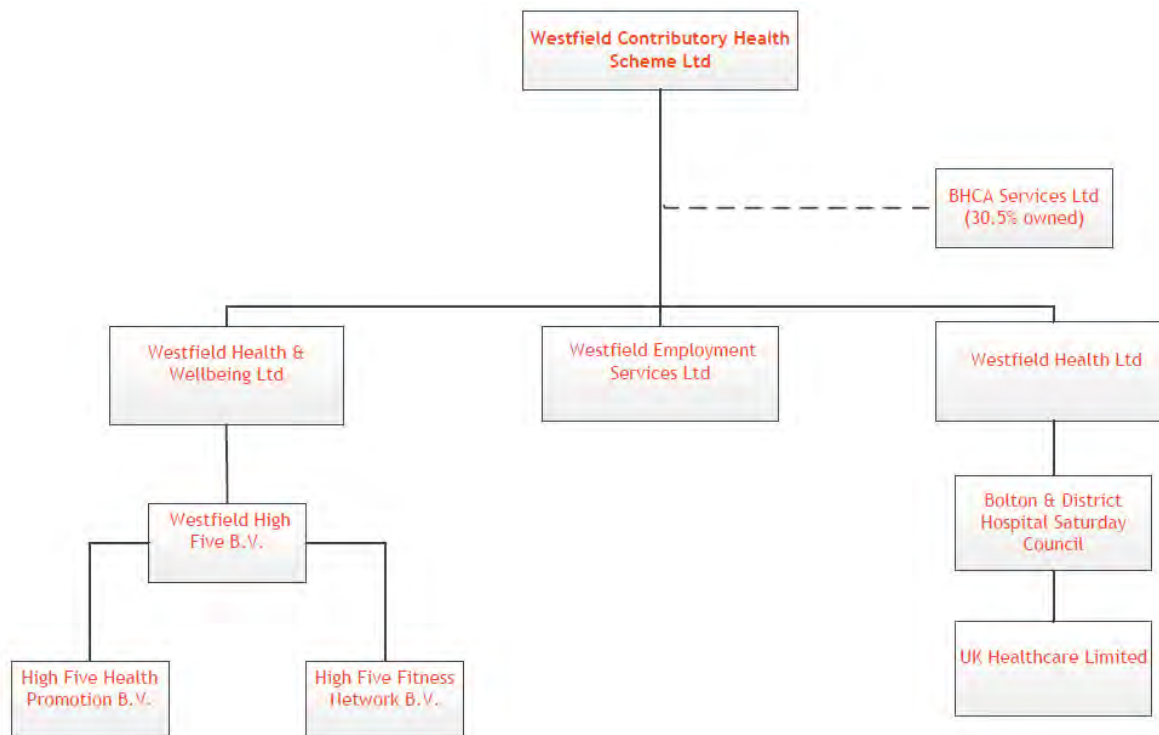 Westfield Contributory Health
Scheme Ltd
BHCA Services Ltd
(30.5% owned)
Westfield Health &
Wellbeing Ltd
Westfield Employment
Services Ltd
Westfield Health Ltd
Westfield High
Five B.V.
Bolton & District
Hospital Saturday
Council
High Five Health
Promotion B.V.
High Five Fitness
Network B.V.
UK Healthcare Limited